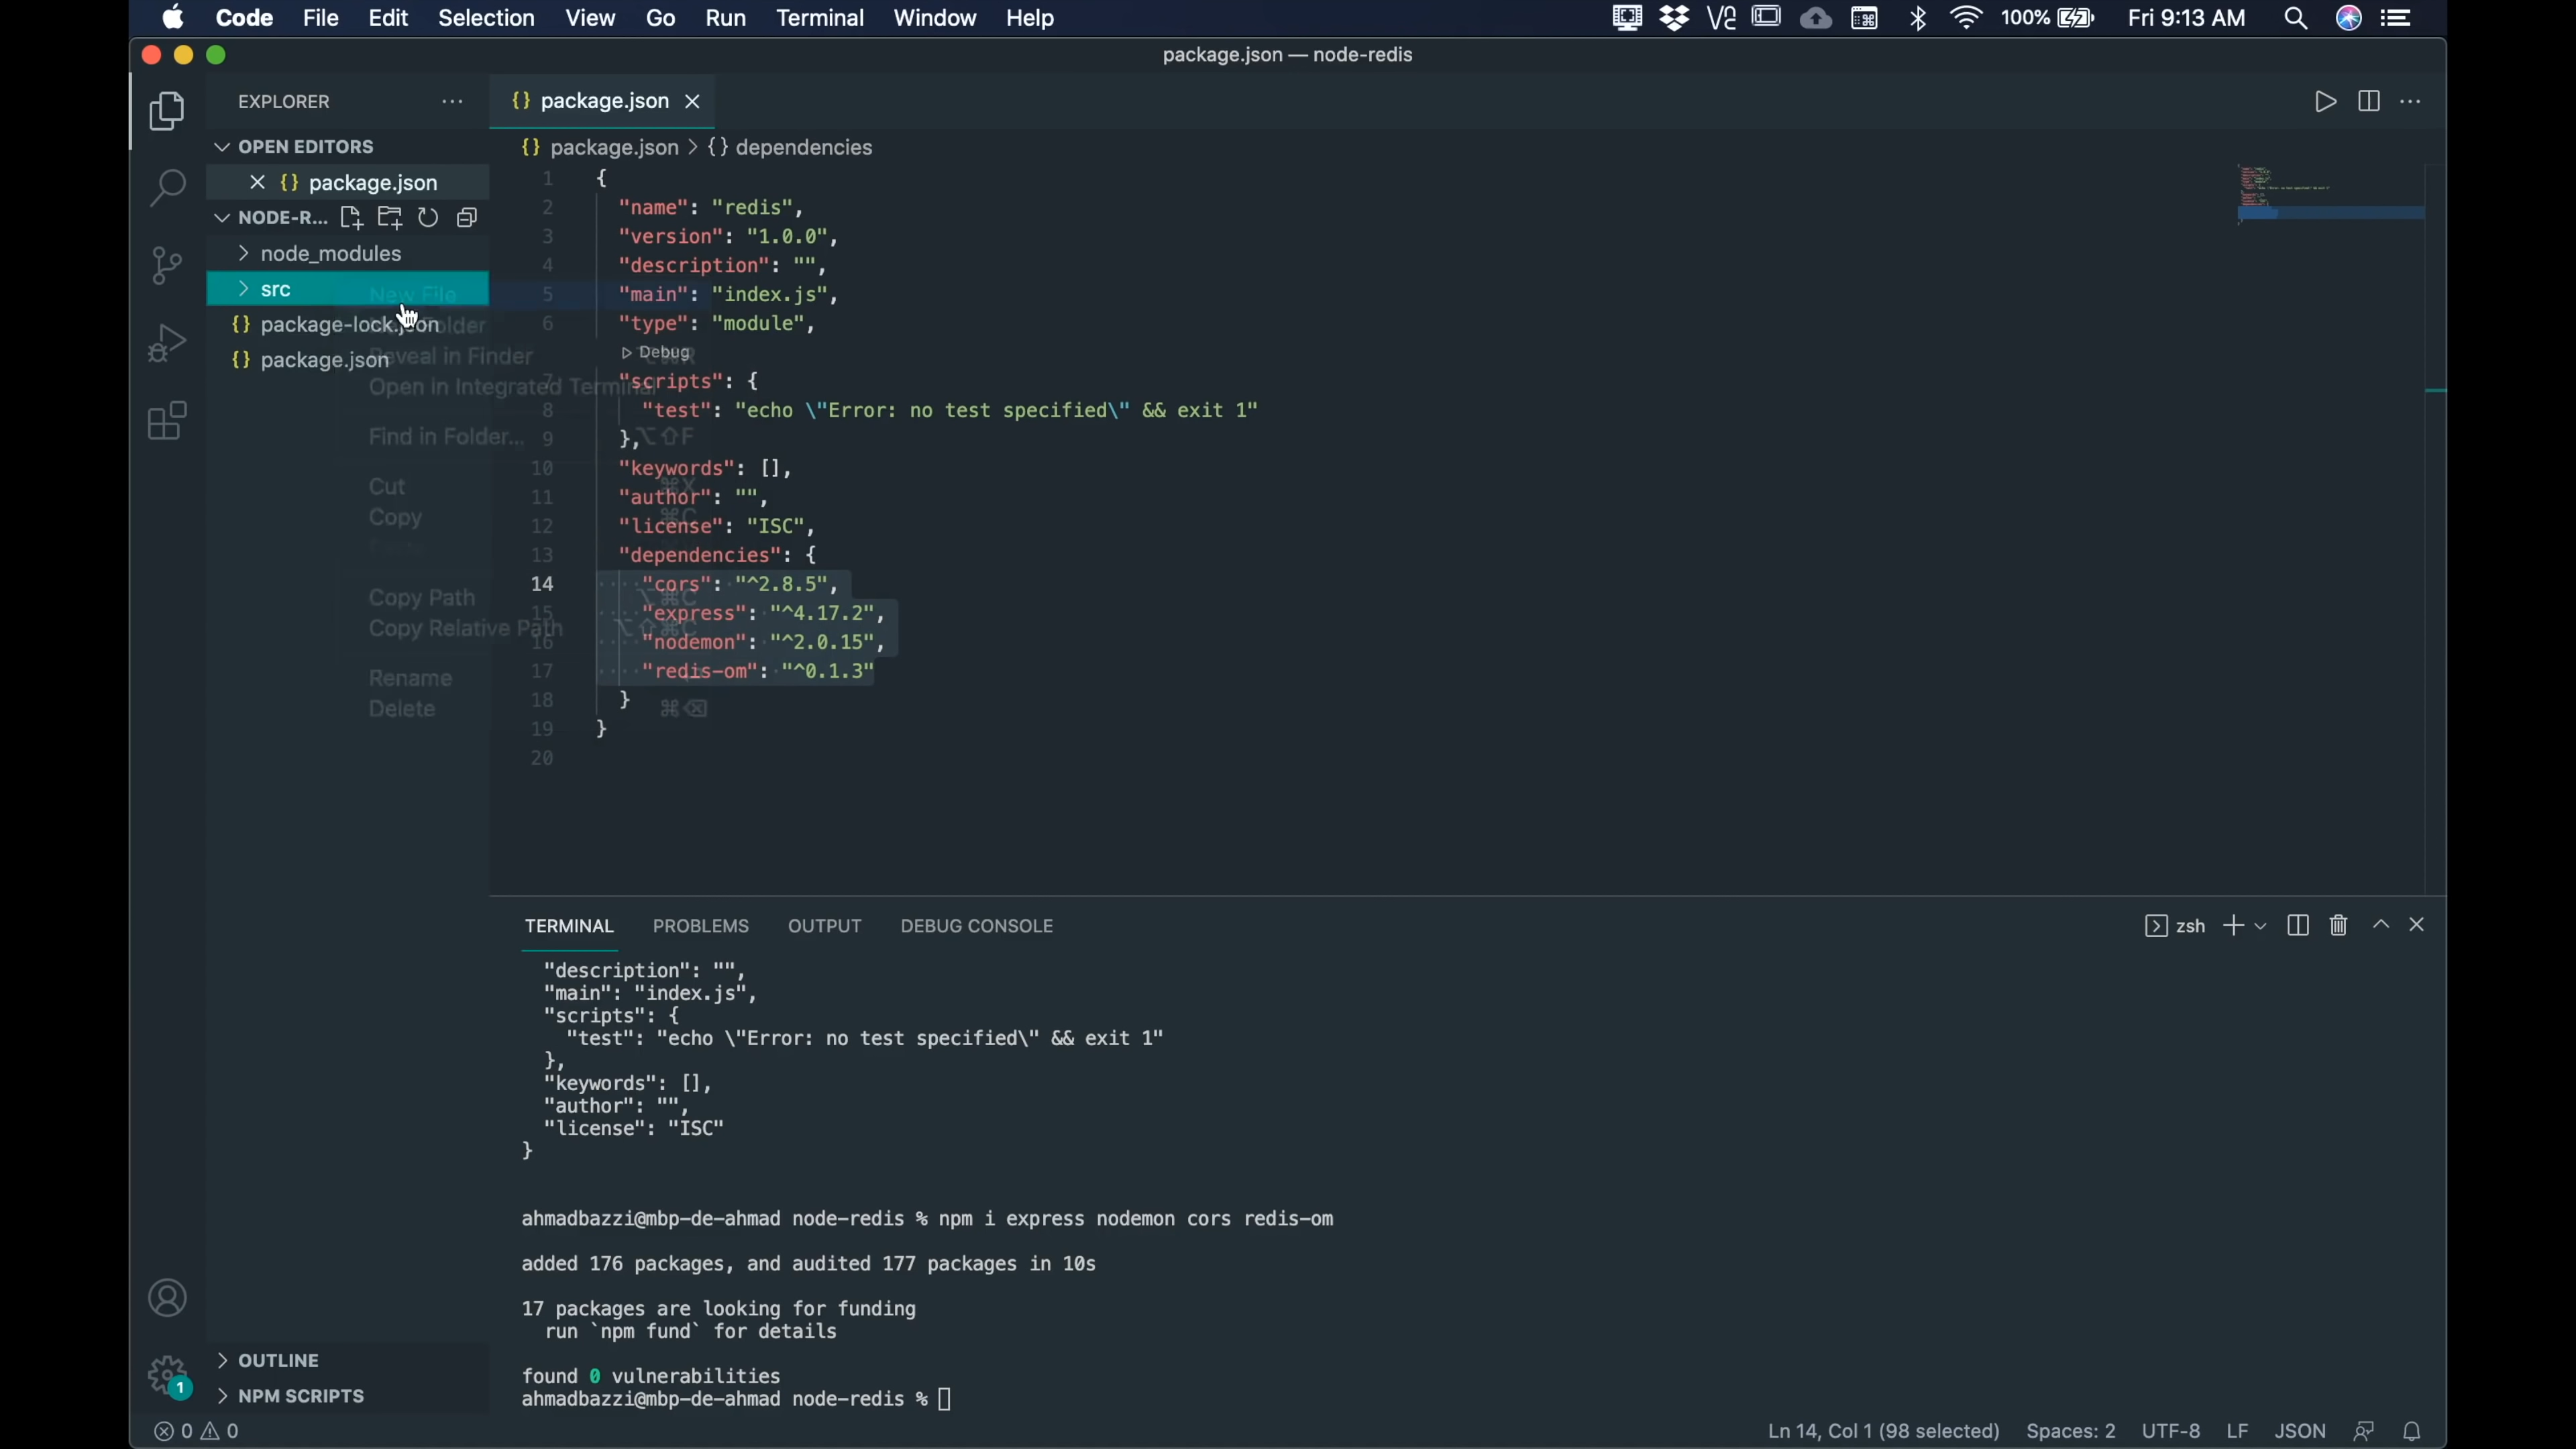 Code File Edit Selection View Go Run Terminal Window Help
100% Fri 9:13 AM
package.json — node-redis
EXPLORER
package.json
OPEN EDITORS
package.json
NODE-R...
node_modules
src
package-lock.json
package.json
New File
Folder
Reveal in Finder
Open in Integrated Terminal
Find in Folder... ⌥⇧F
Cut ⌘X
Copy ⌘C
Copy Path ⌥⌘C
Copy Relative Path ⌥⇧⌘C
Rename
Delete ⌘⌫
package.json > {} dependencies
1 {
2 "name": "redis",
3 "version": "1.0.0",
4 "description": "",
5 "main": "index.js",
6 "type": "module",
Debug
7 "scripts": {
8 "test": "echo \"Error: no test specified\" && exit 1"
9 },
10 "keywords": [],
11 "author": "",
12 "license": "ISC",
13 "dependencies": {
14 "cors": "^2.8.5",
15 "express": "^4.17.2",
16 "nodemon": "^2.0.15",
17 "redis-om": "^0.1.3"
18 }
19 }
20
TERMINAL PROBLEMS OUTPUT DEBUG CONSOLE
zsh
"description": "",
"main": "index.js",
"scripts": {
"test": "echo \"Error: no test specified\" && exit 1"
},
"keywords": [],
"author": "",
"license": "ISC"
}
ahmadbazzi@mbp-de-ahmad node-redis % npm i express nodemon cors redis-om
added 176 packages, and audited 177 packages in 10s
17 packages are looking for funding
run `npm fund` for details
found 0 vulnerabilities
ahmadbazzi@mbp-de-ahmad node-redis %
OUTLINE
NPM SCRIPTS
1
0 0
Ln 14, Col 1 (98 selected) Spaces: 2 UTF-8 LF JSON